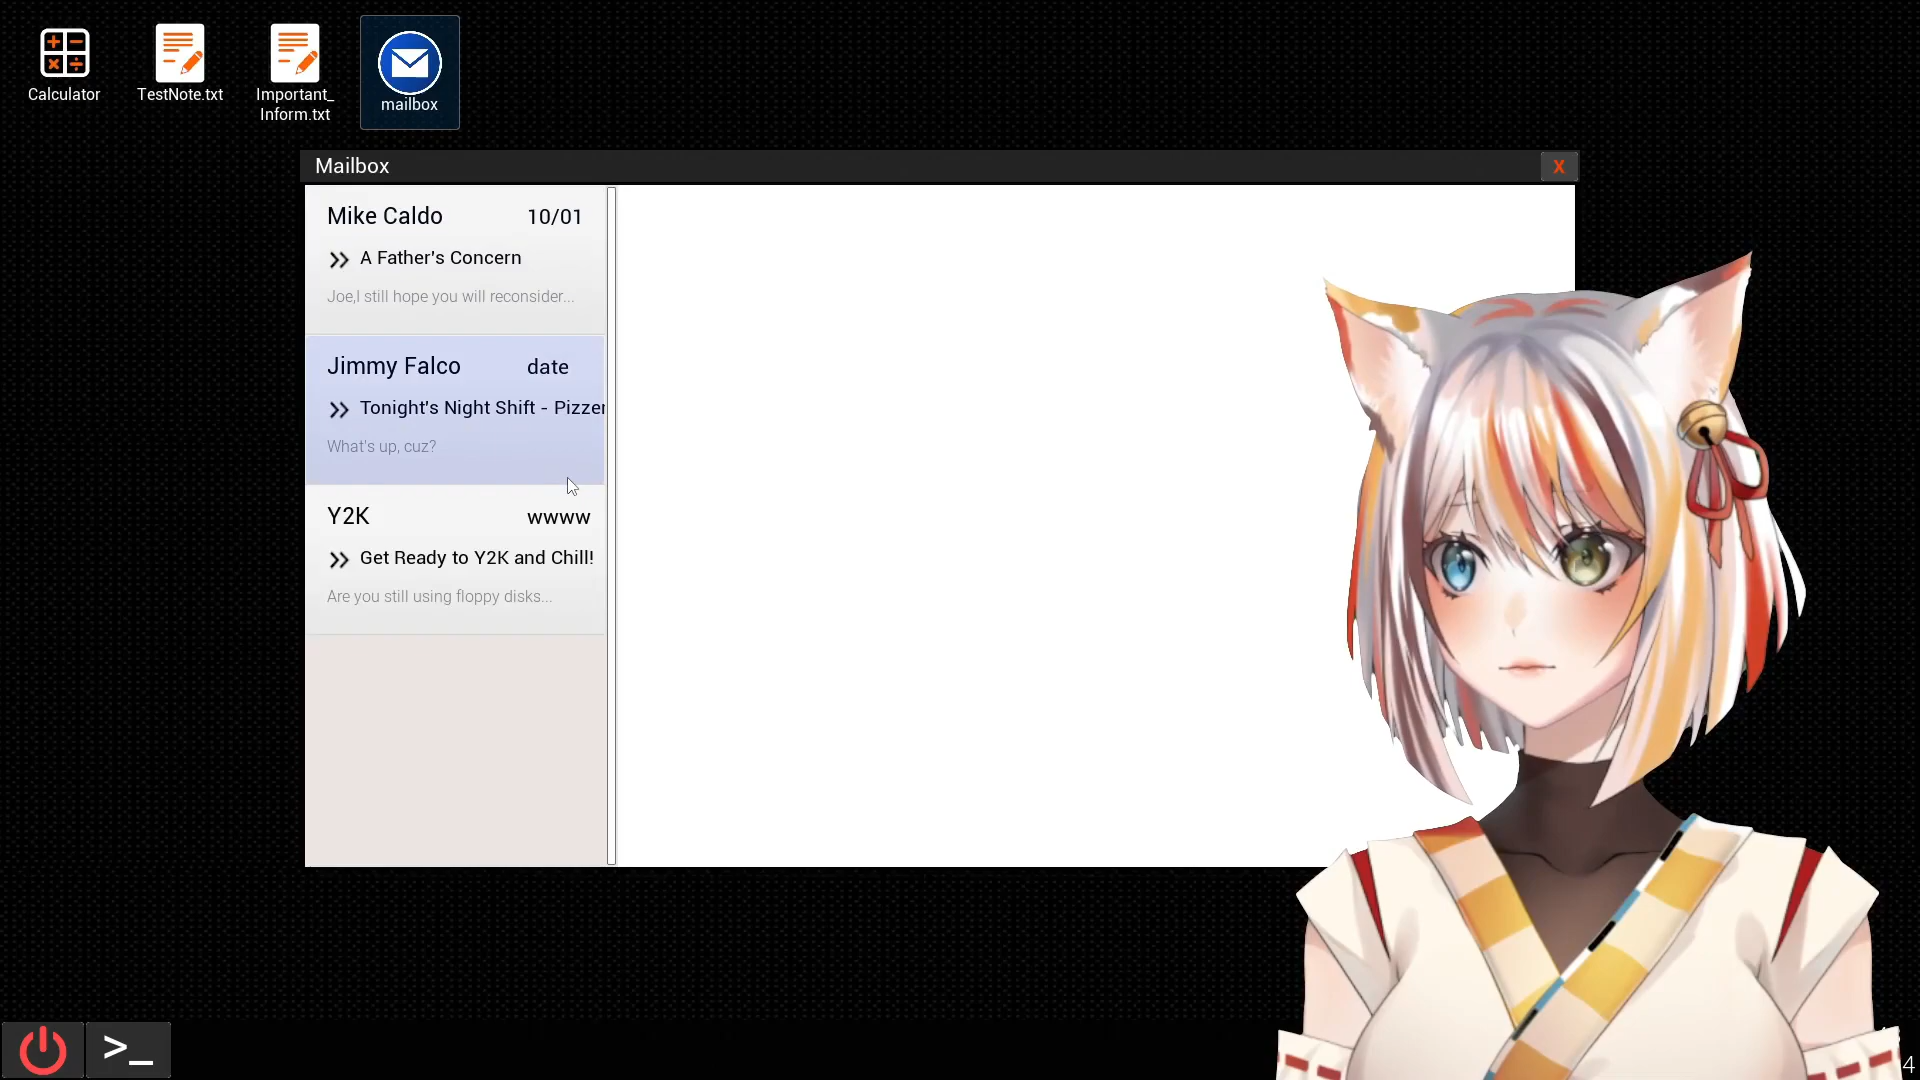 Calculator
TestNote.txt
Important_
Inform.txt
mailbox
Mailbox
X
Mike Caldo 10/01
A Father's Concern
Joe,I still hope you will reconsider...
Jimmy Falco date
Tonight's Night Shift - Pizzer
What's up, cuz?
Y2K wwww
Get Ready to Y2K and Chill!
Are you still using floppy disks...
>_
4